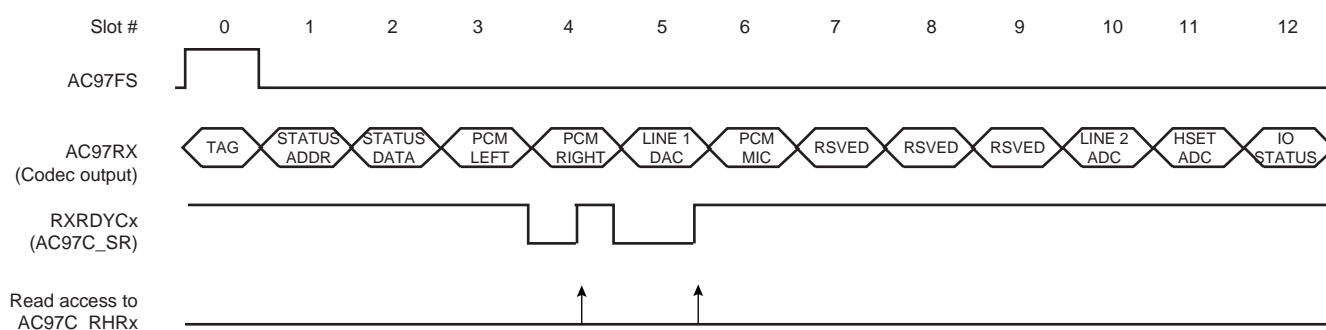 Slot # 0 1 2 3 4 5 6 7 8 9 10 11 12
AC97FS
AC97RX
(Codec output)
TAG
STATUS
ADDR
STATUS
DATA
PCM
LEFT
PCM
RIGHT
LINE 1
DAC
PCM
MIC
RSVED
RSVED
RSVED
LINE 2
ADC
HSET
ADC
IO
STATUS
RXRDYCx
(AC97C_SR)
Read access to
AC97C_RHRx